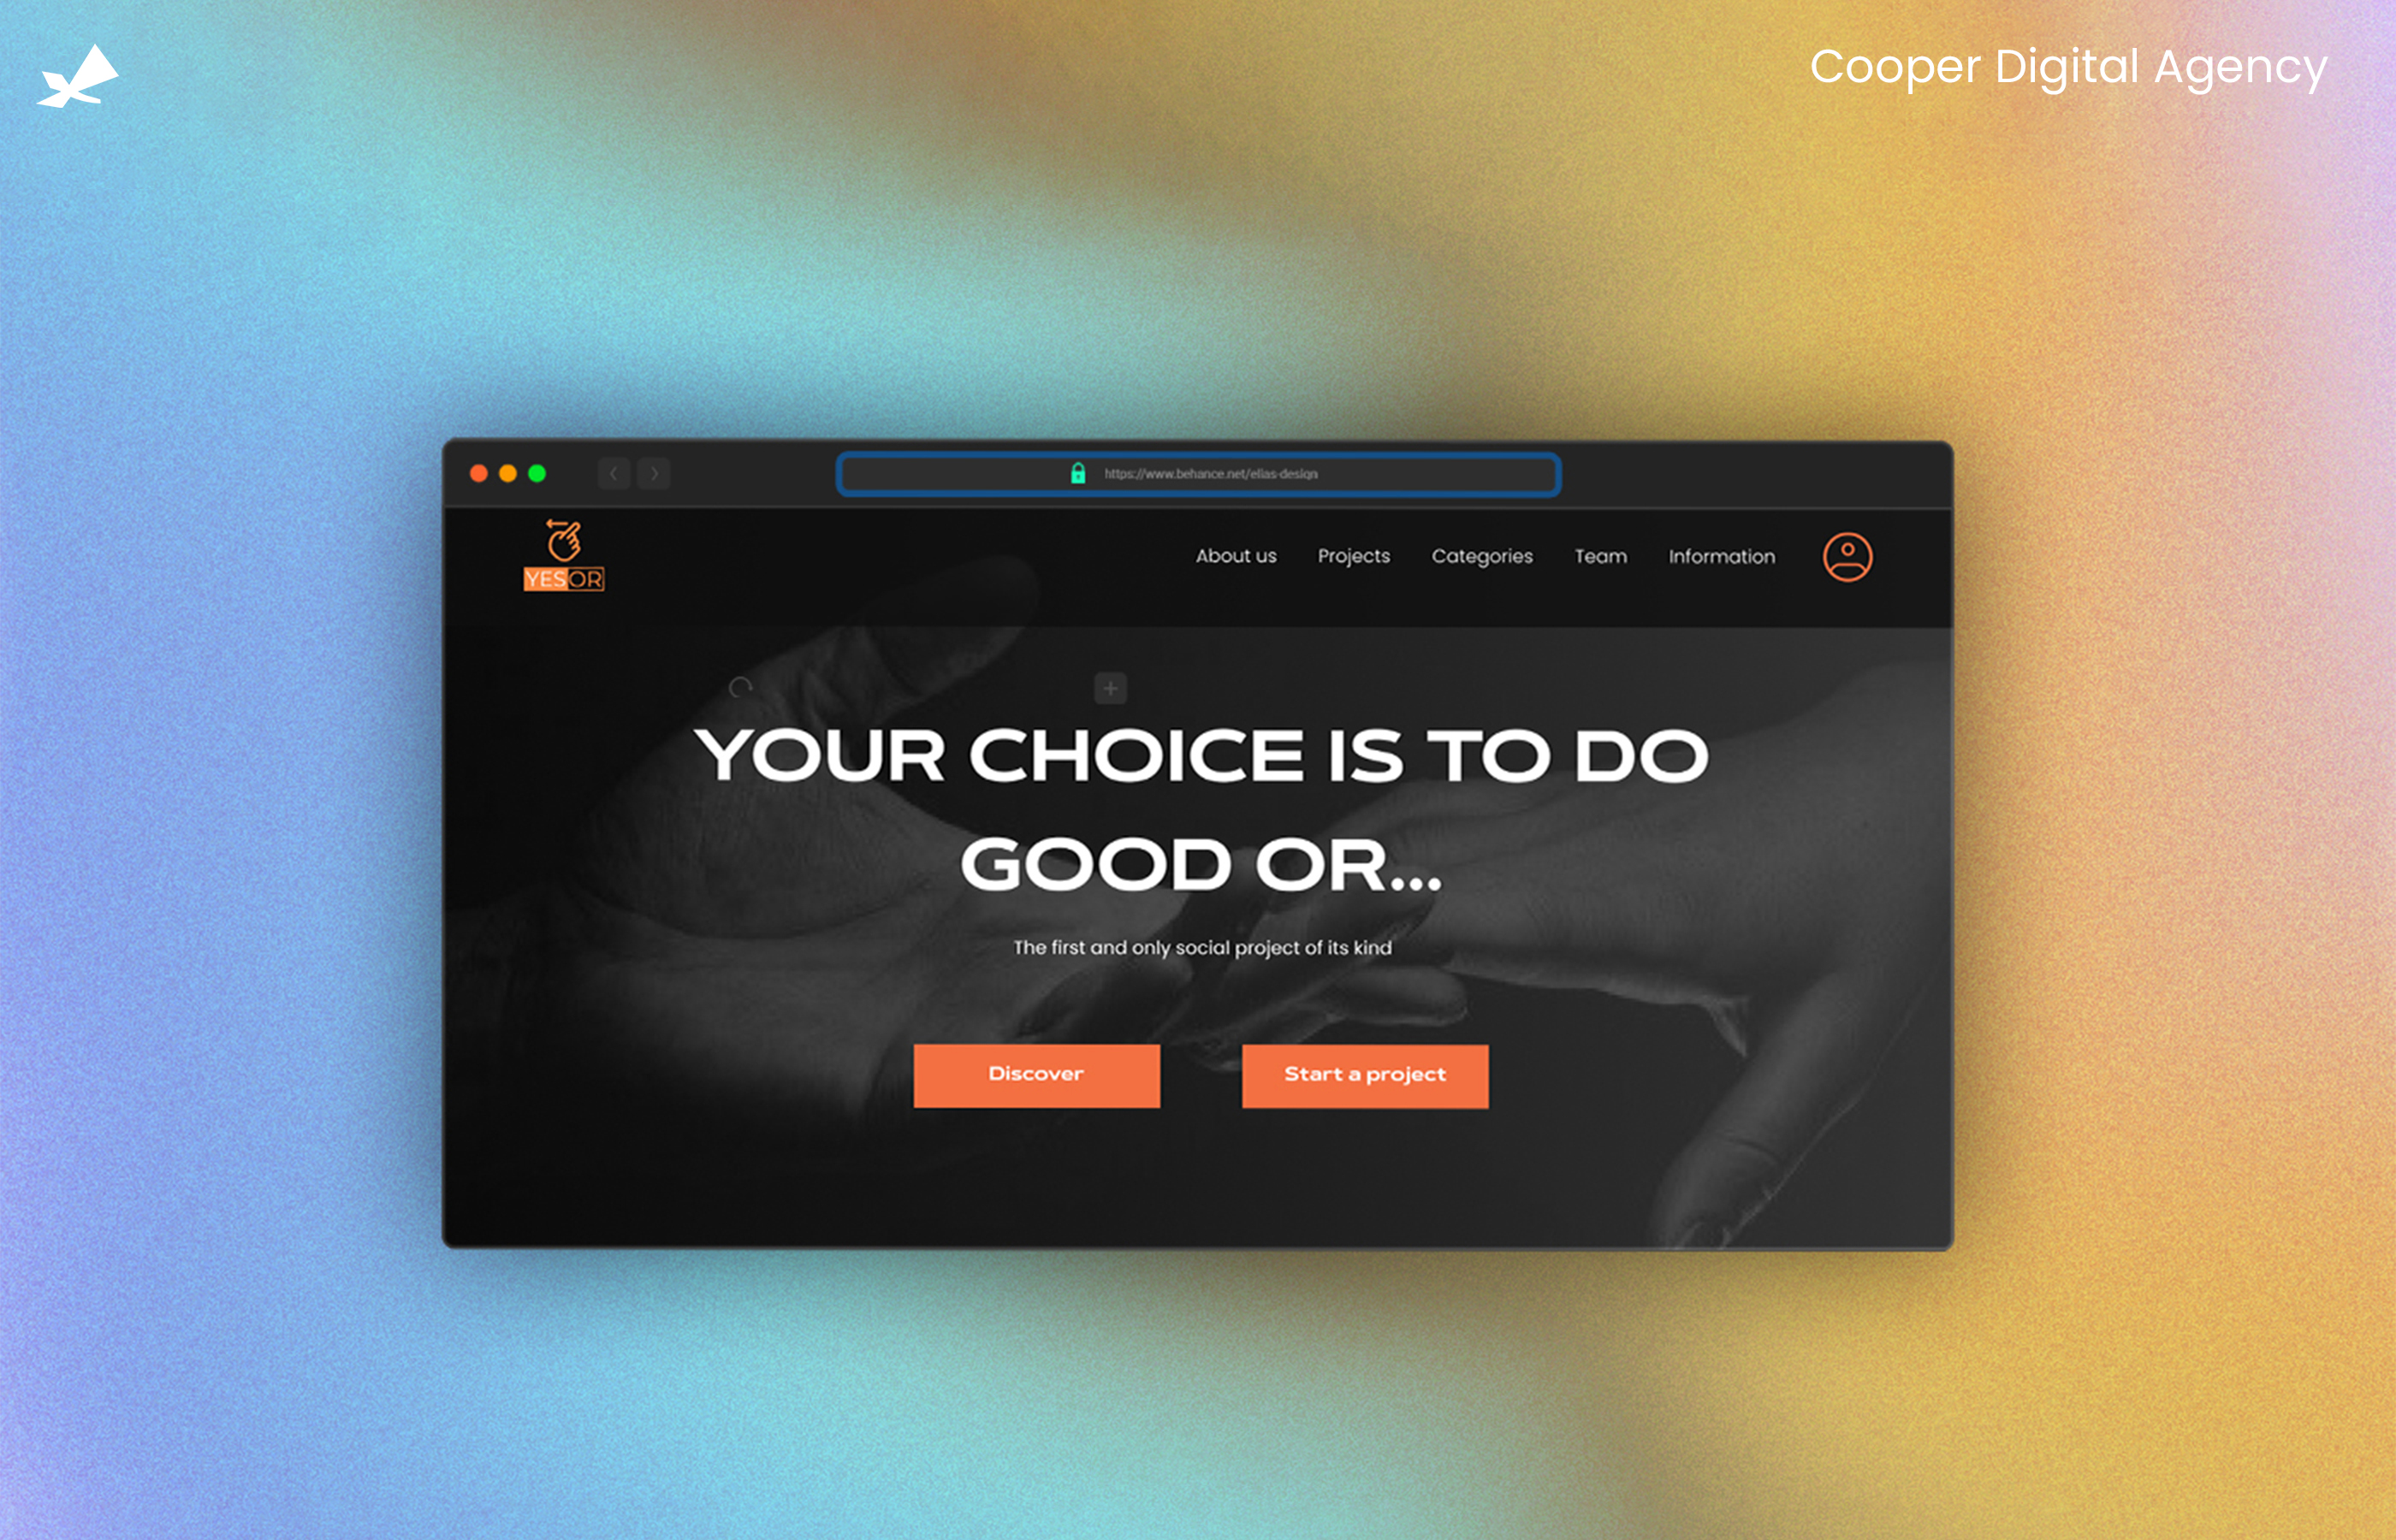 Cooper Digital Agency
https://www.behance.net/elias-design
YESOR
About us Projects Categories Team Information
YOUR CHOICE IS TO DO
GOOD OR...
The first and only social project of its kind
Discover Start a project